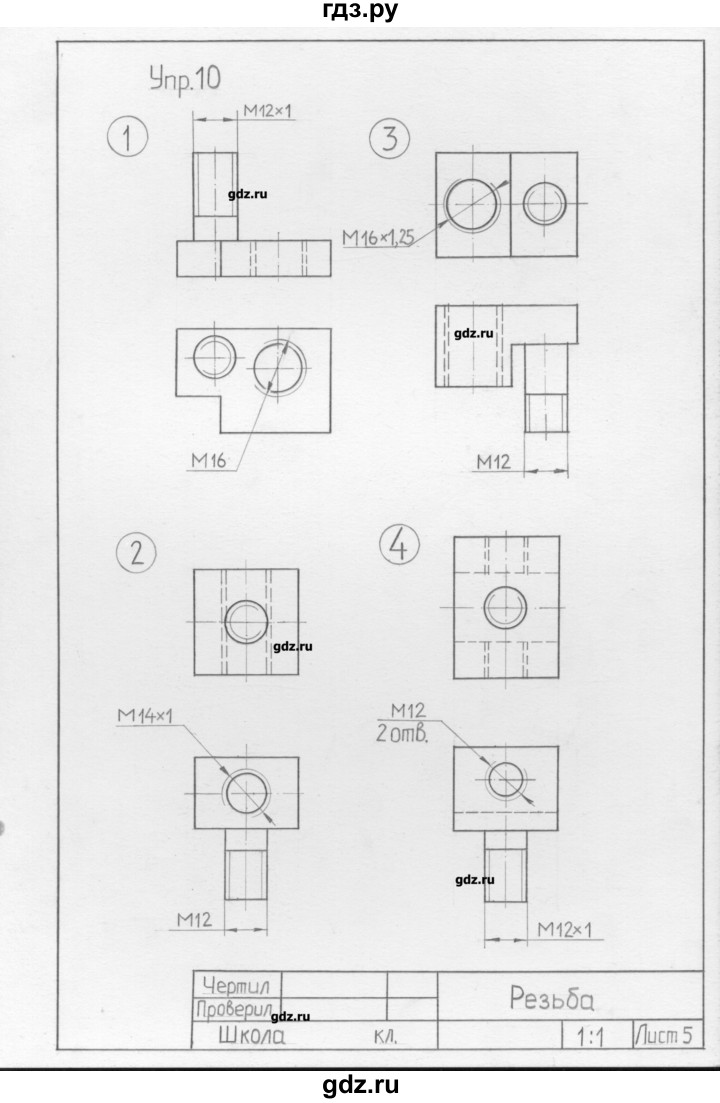 гдз.ру
Упр.10
1
M12×1
gdz.ru
M16
3
M16×1,25
gdz.ru
M12
2
gdz.ru
M14×1
M12
4
M12
2 отв.
gdz.ru
M12×1
Чертил
Проверил
gdz.ru
Резьба
Школа кл. 1:1 Лист 5
gdz.ru